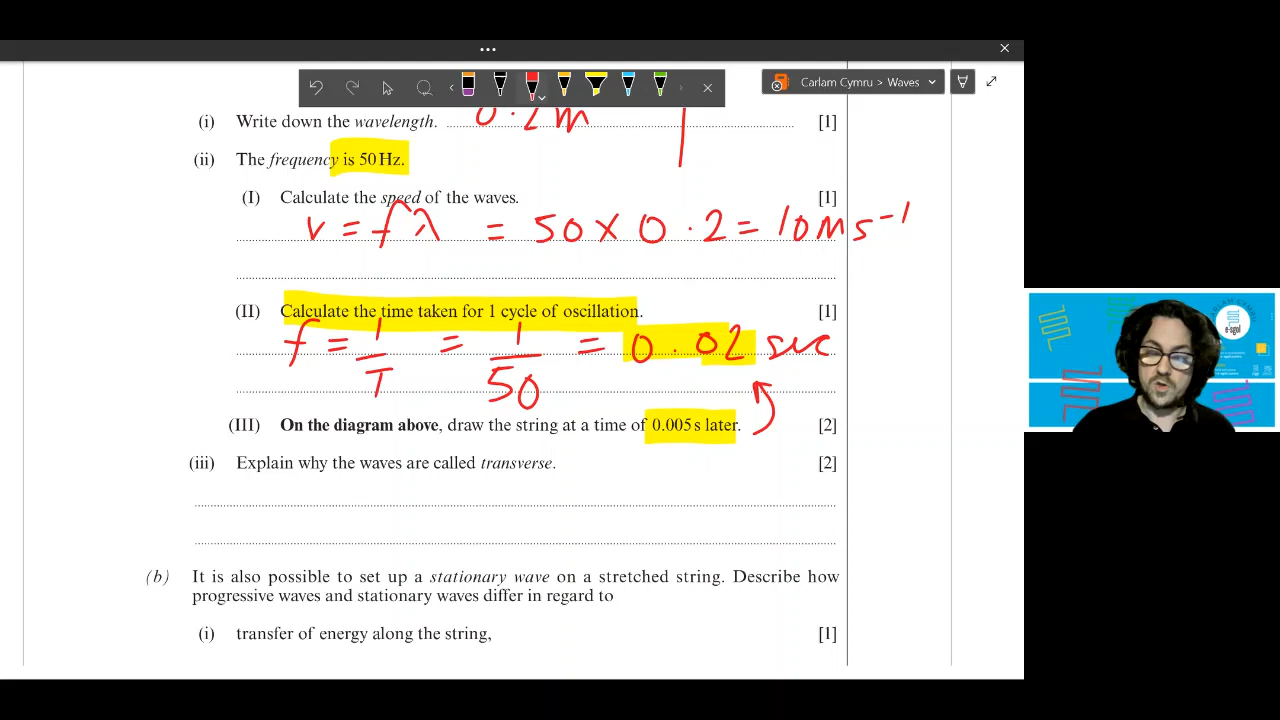 Carlam Cymru > Waves
(i) Write down the wavelength. 0.2m [1]
(ii) The frequency is 50 Hz.
(I) Calculate the speed of the waves. [1]
v = fλ = 50 × 0.2 = 10ms⁻¹
(II) Calculate the time taken for 1 cycle of oscillation. [1]
f = 1/T = 1/50 = 0.02 sec
(III) On the diagram above, draw the string at a time of 0.005 s later. [2]
(iii) Explain why the waves are called transverse. [2]
(b) It is also possible to set up a stationary wave on a stretched string. Describe how
progressive waves and stationary waves differ in regard to
(i) transfer of energy along the string, [1]
e-sgol